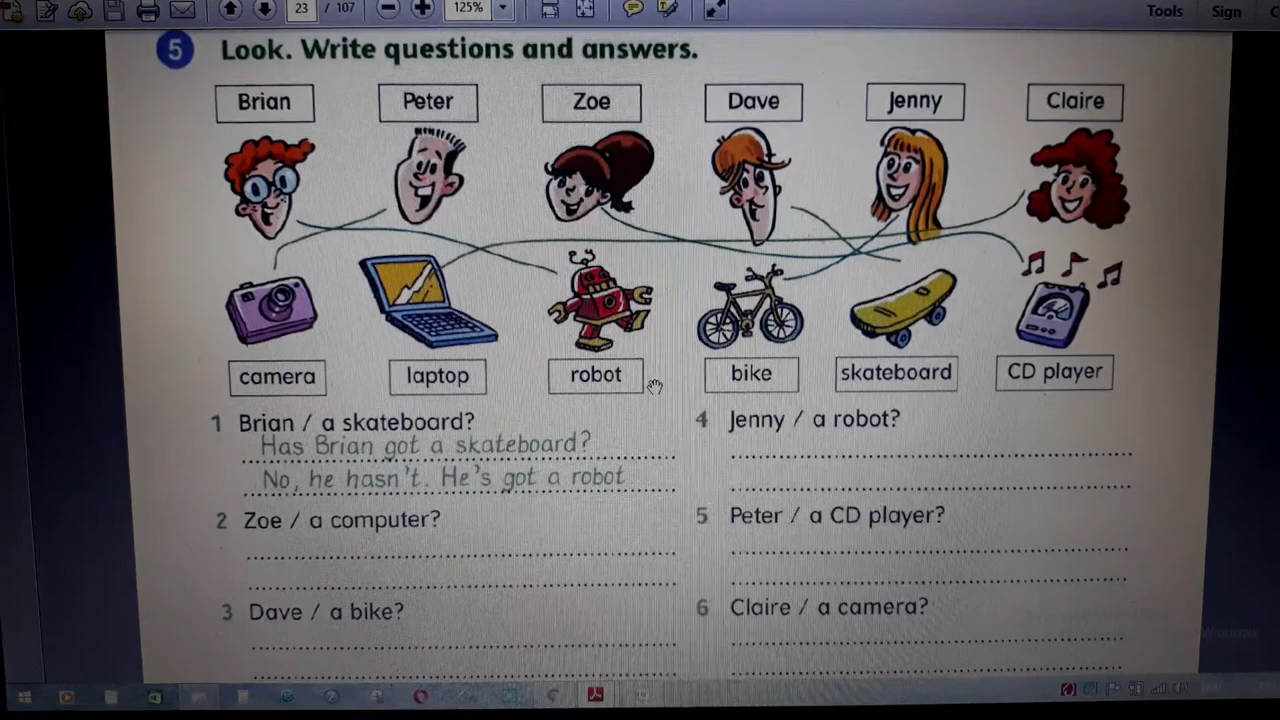 23 / 107 125% Tools Sign
5 Look. Write questions and answers.
Brian Peter Zoe Dave Jenny Claire
camera laptop robot bike skateboard CD player
1 Brian / a skateboard?
Has Brian got a skateboard?
No, he hasn't. He's got a robot
2 Zoe / a computer?
3 Dave / a bike?
4 Jenny / a robot?
5 Peter / a CD player?
6 Claire / a camera?